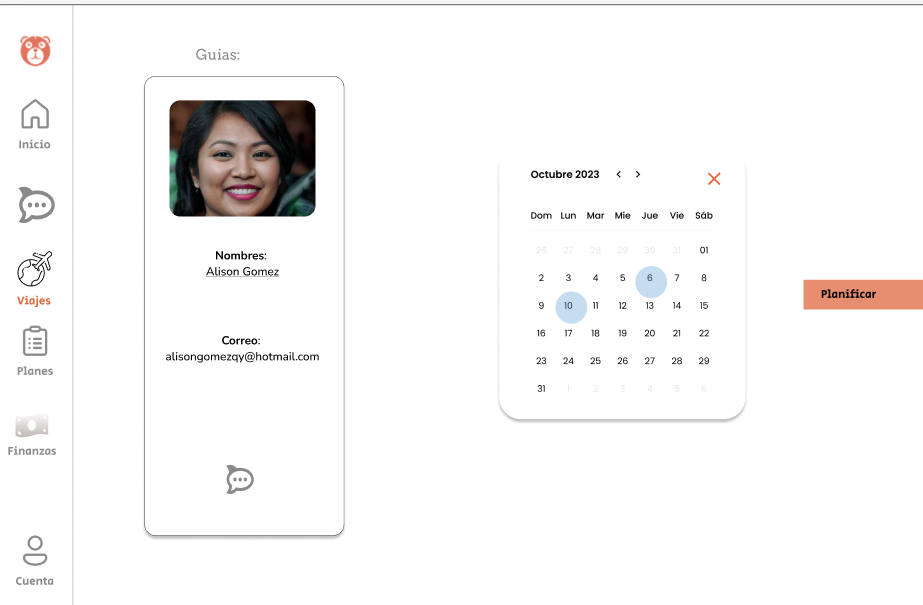 Guias:
Inicio
Viajes
Planes
Finanzas
Cuenta
Nombres:
Alison Gomez
Correo:
alisongomezqy@hotmail.com
Octubre 2023 < >
Dom Lun Mar Mie Jue Vie Sáb
26 27 28 29 30 31 01
2 3 4 5 6 7 8
9 10 11 12 13 14 15
16 17 18 19 20 21 22
23 24 25 26 27 28 29
31 1 2 3 4 5 6
Planificar